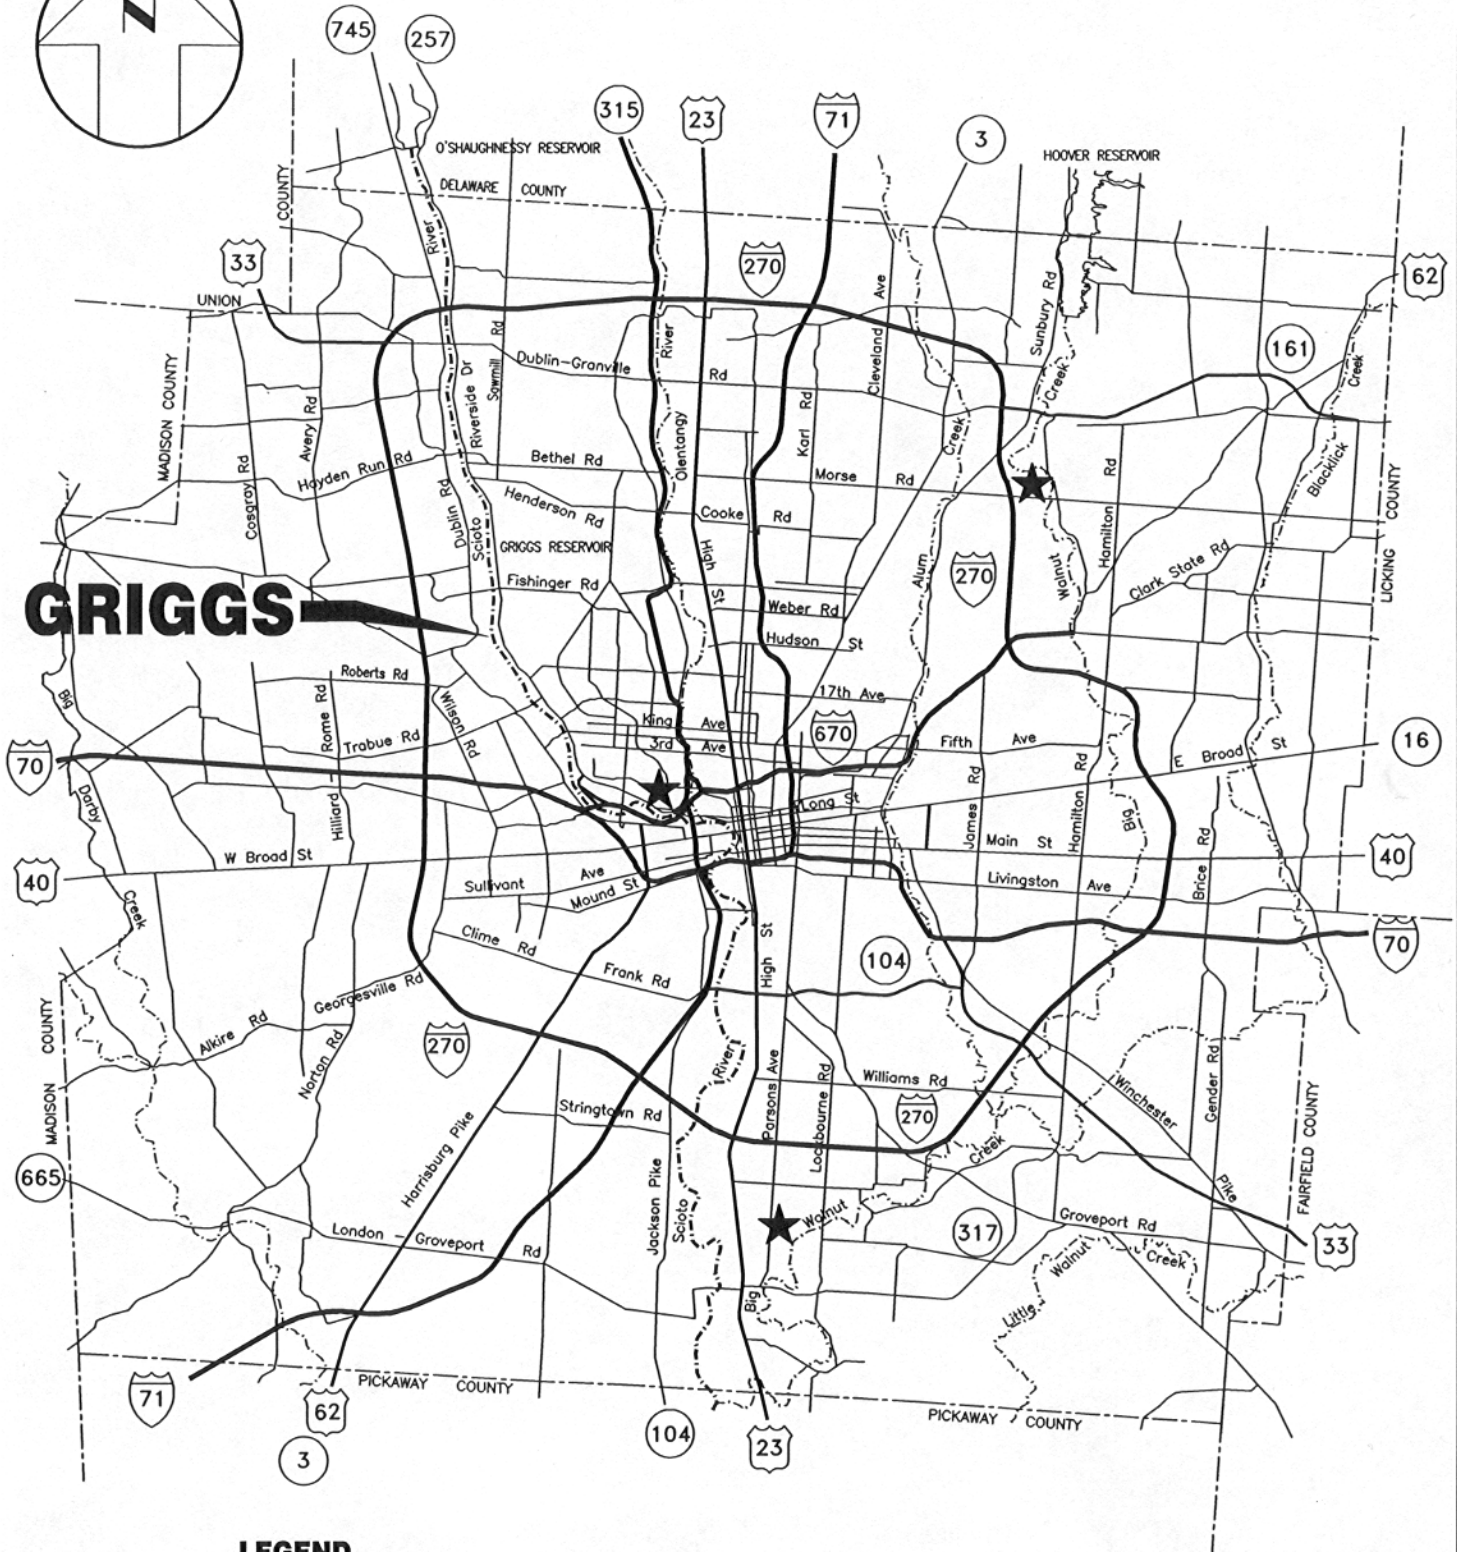 N
745
257
315
23
71
3
O'SHAUGHNESSY RESERVOIR
HOOVER RESERVOIR
DELAWARE COUNTY
COUNTY
River
33
270
62
UNION
Ave
Sunbury Rd
161
MADISON COUNTY
Rd
Sawmill
River
Dublin-Granville
Rd
Cleveland
Creek
Creek
Riverside Dr
Avery Rd
Karl Rd
Olentangy
Creek
Hayden Run Rd
Bethel Rd
Morse Rd
Rd
Blacklick
Cosgray Rd
Dublin Rd
Henderson Rd
Cooke Rd
LICKING COUNTY
Scioto
GRIGGS RESERVOIR
High St
Hamilton
Fishinger Rd
Alum
270
Walnut
Clark State Rd
GRIGGS
Weber Rd
Hudson St
Roberts Rd
Big
Rome Rd
Wilson Rd
17th Ave
King Ave
670
Trabue Rd
3rd Ave
Fifth Ave
E Broad St
16
70
Darby
Hilliard
Long St
James Rd
Hamilton Rd
Big
Main St
W Broad St
Brice Rd
40
40
Sullivant Ave
Mound St
Livingston Ave
Creek
Clime Rd
High St
104
70
Frank Rd
Georgesville Rd
MADISON COUNTY
Alkire Rd
Norton Rd
270
River
Parsons Ave
Lockbourne Rd
Williams Rd
Gender Rd
Winchester Pike
Stringtown Rd
270
FAIRFIELD COUNTY
Harrisburg Pike
Creek
665
Jackson Pike
Scioto
Walnut
London - Groveport Rd
317
Groveport Rd
33
Walnut Creek
Big
Little
71
PICKAWAY COUNTY
62
3
104
23
PICKAWAY COUNTY
LEGEND